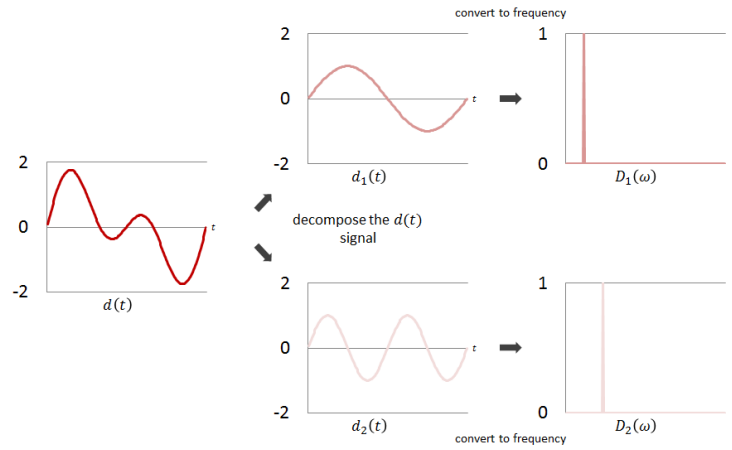 convert to frequency
2
0
-2
t
d₁(t)
1
0
D₁(ω)
2
0
-2
t
d(t)
decompose the d(t)
signal
2
0
-2
t
d₂(t)
1
0
D₂(ω)
convert to frequency